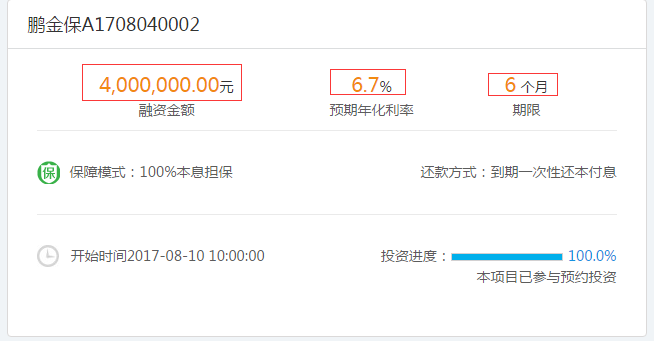 鹏金保A1708040002
4,000,000.00元
6.7%
6 个月
融资金额
预期年化利率
期限
保 保障模式：100%本息担保
还款方式：到期一次性还本付息
开始时间2017-08-10 10:00:00
投资进度： 100.0%
本项目已参与预约投资